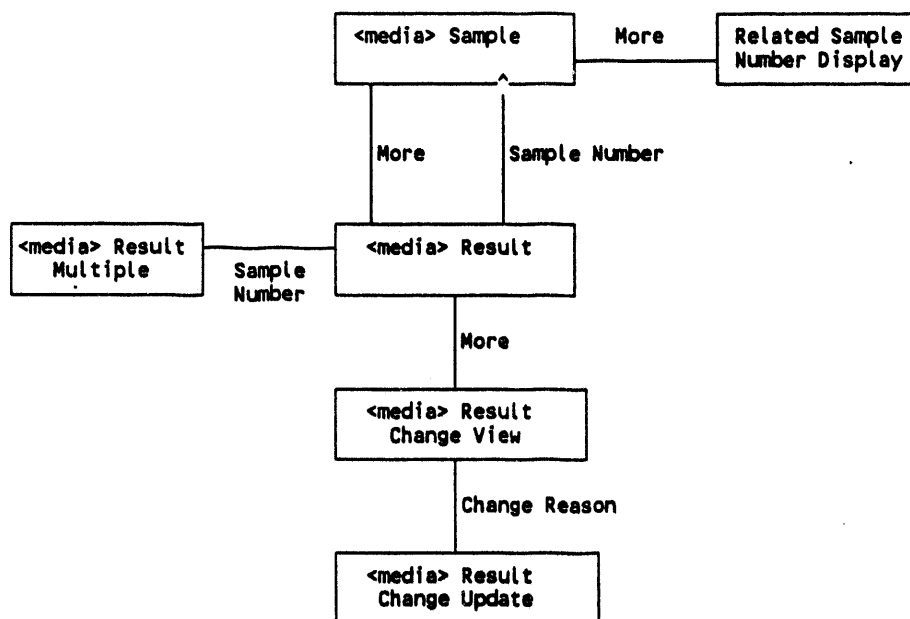 <media> Sample
More
Related Sample
Number Display
More
Sample Number
<media> Result
Multiple
Sample
Number
<media> Result
More
<media> Result
Change View
Change Reason
<media> Result
Change Update